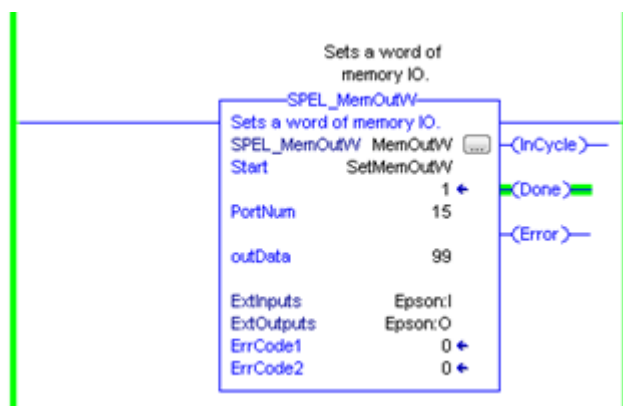 Sets a word of
memory IO.
SPEL_MemOutW
Sets a word of memory IO.
SPEL_MemOutW MemOutW ... (InCycle)
Start SetMemOutW
1 (Done)
PortNum 15
(Error)
outData 99
ExtInputs Epson:I
ExtOutputs Epson:O
ErrCode1 0
ErrCode2 0